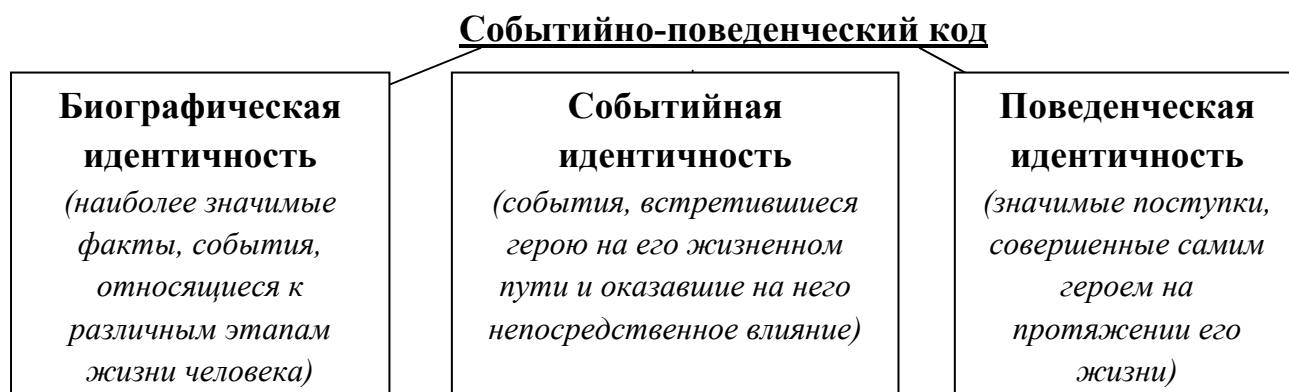 Событийно-поведенческий код
Биографическая
идентичность
(наиболее значимые
факты, события,
относящиеся к
различным этапам
жизни человека)
Событийная
идентичность
(события, встретившиеся
герою на его жизненном
пути и оказавшие на него
непосредственное влияние)
Поведенческая
идентичность
(значимые поступки,
совершенные самим
героем на
протяжении его
жизни)